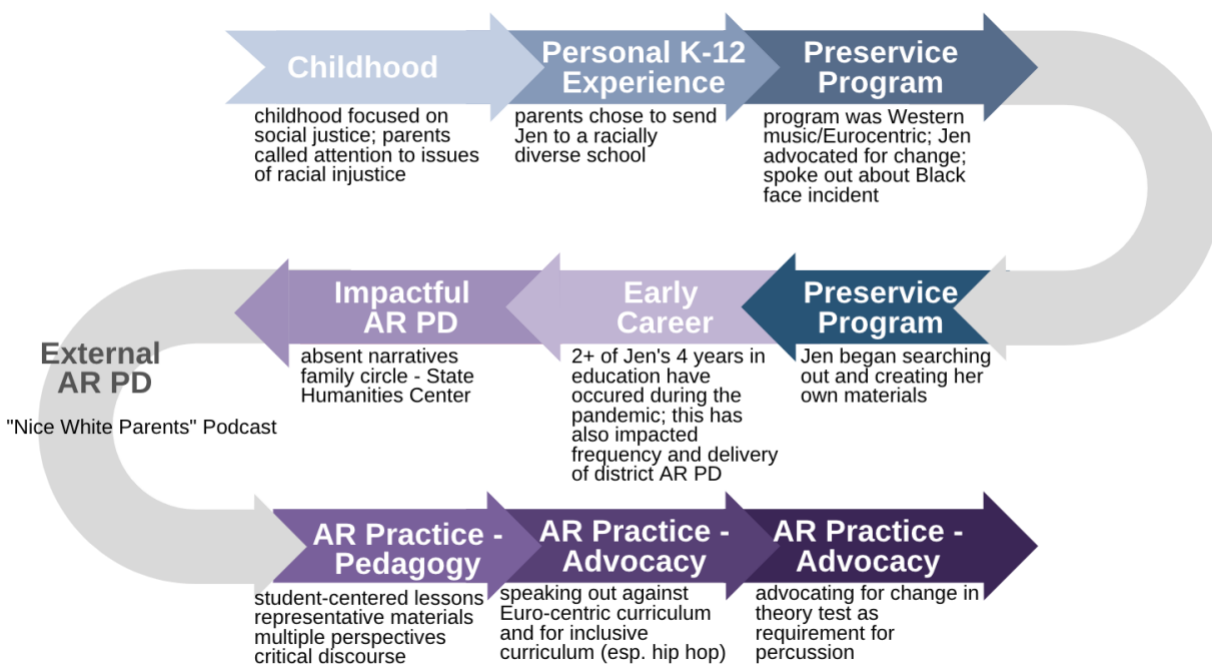 Childhood
childhood focused on
social justice; parents
called attention to issues
of racial injustice
Personal K-12
Experience
parents chose to send
Jen to a racially
diverse school
Preservice
Program
program was Western
music/Eurocentric; Jen
advocated for change;
spoke out about Black
face incident
Preservice
Program
Jen began searching
out and creating her
own materials
Early
Career
2+ of Jen's 4 years in
education have
occured during the
pandemic; this has
also impacted
frequency and delivery
of district AR PD
Impactful
AR PD
absent narratives
family circle - State
Humanities Center
External
AR PD
"Nice White Parents" Podcast
AR Practice -
Pedagogy
student-centered lessons
representative materials
multiple perspectives
critical discourse
AR Practice -
Advocacy
speaking out against
Euro-centric curriculum
and for inclusive
curriculum (esp. hip hop)
AR Practice -
Advocacy
advocating for change in
theory test as
requirement for
percussion